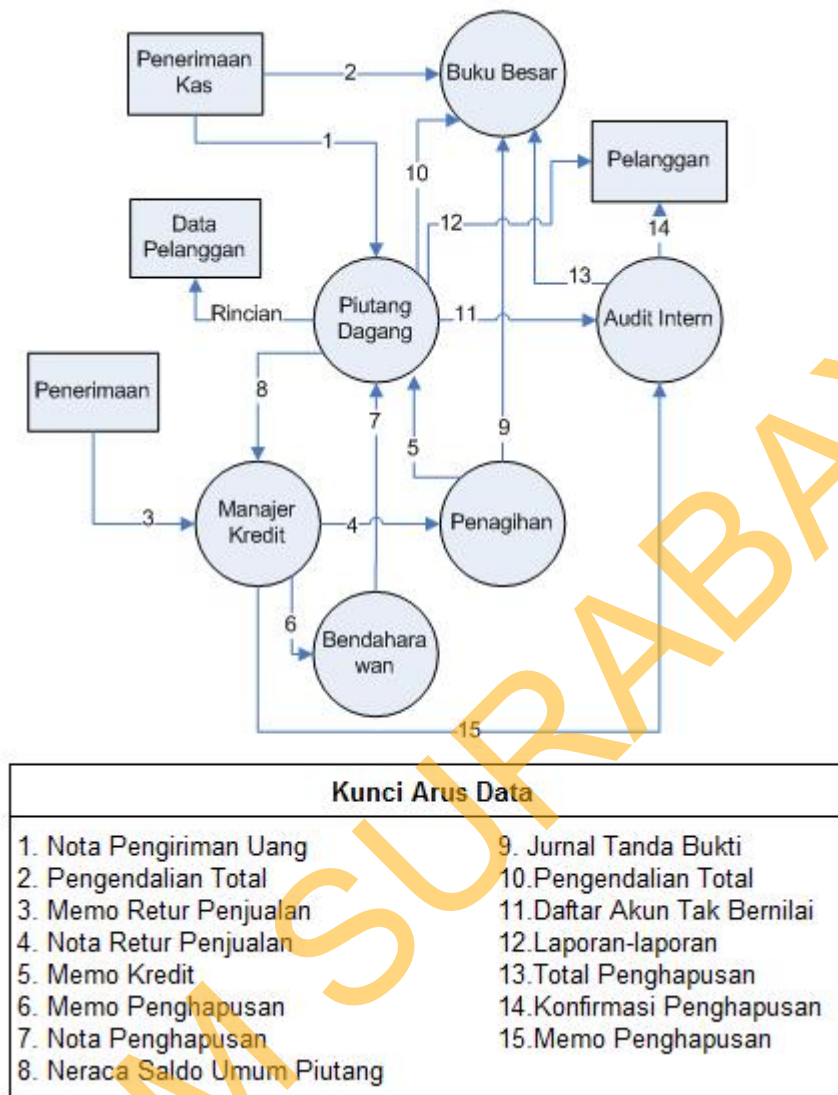 Penerimaan
Kas
2
Buku Besar
1
10
Pelanggan
12
14
Data
Pelanggan
13
Rincian
Piutang
Dagang
11
Audit Intern
Penerimaan
8
7
5
9
Manajer
Kredit
3
4
Penagihan
6
Bendahara
wan
15
Kunci Arus Data
1. Nota Pengiriman Uang
2. Pengendalian Total
3. Memo Retur Penjualan
4. Nota Retur Penjualan
5. Memo Kredit
6. Memo Penghapusan
7. Nota Penghapusan
8. Neraca Saldo Umum Piutang
9. Jurnal Tanda Bukti
10.Pengendalian Total
11.Daftar Akun Tak Bernilai
12.Laporan-laporan
13.Total Penghapusan
14.Konfirmasi Penghapusan
15.Memo Penghapusan
M SURABAYA